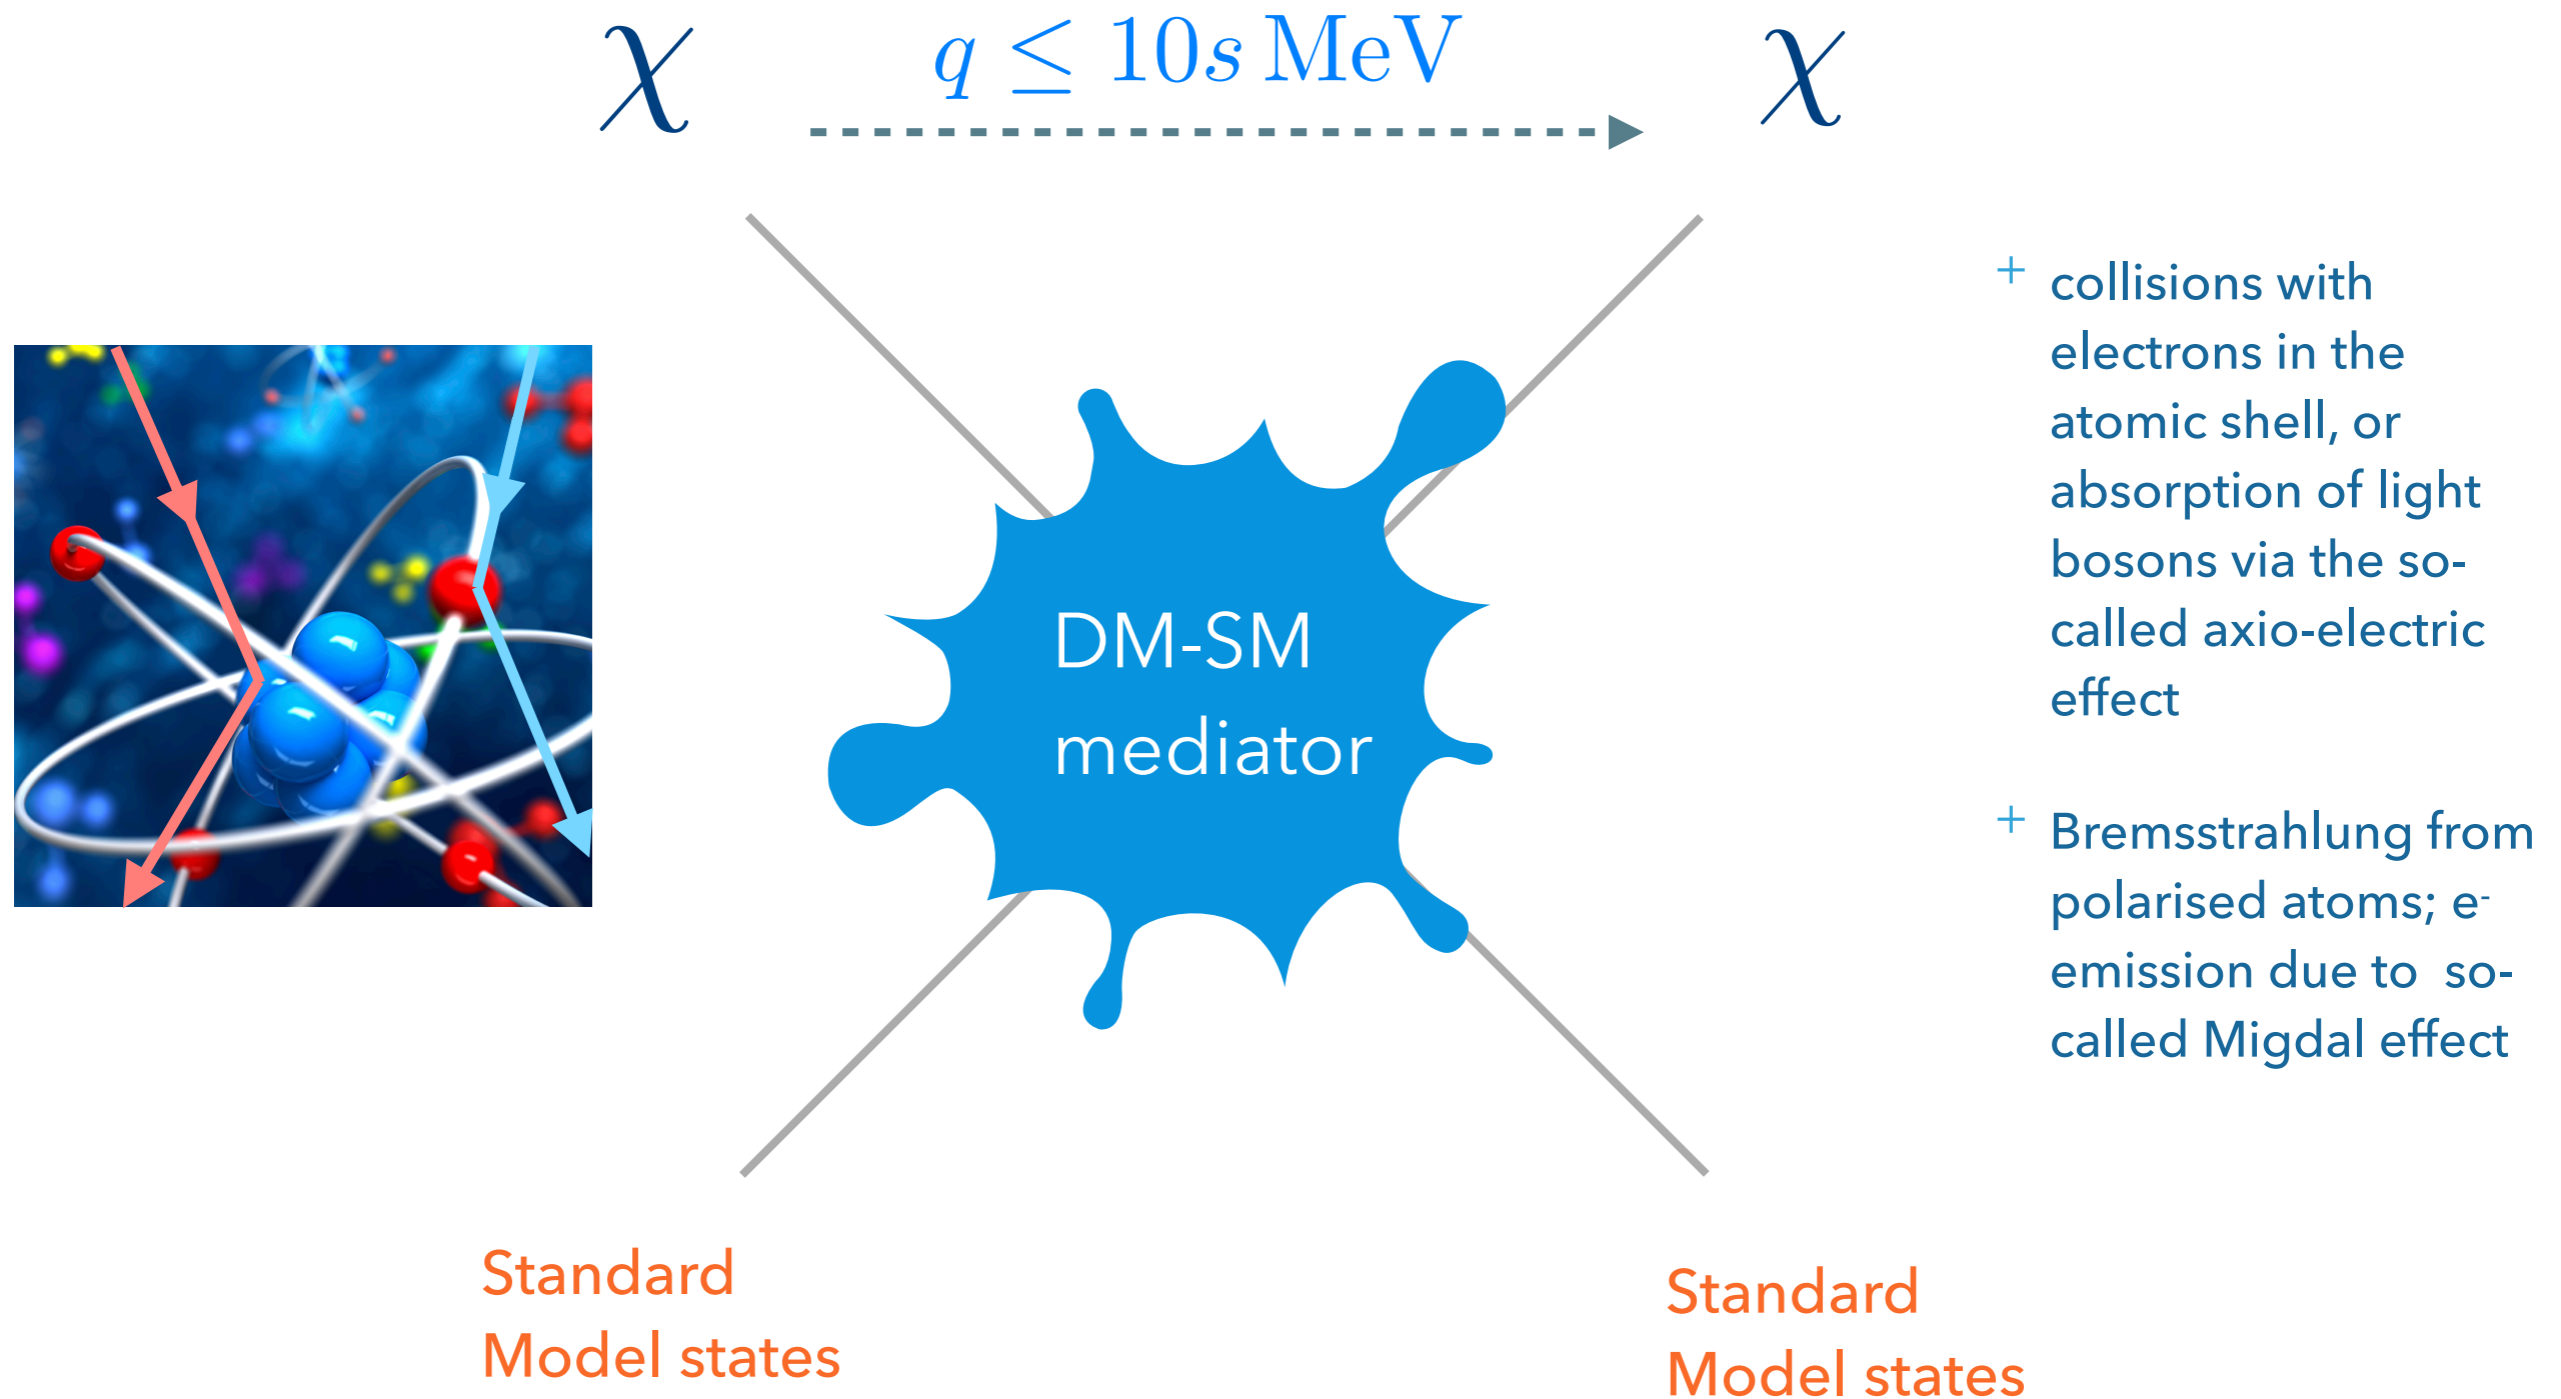 χ q ≤ 10s MeV χ
+ collisions with
electrons in the
atomic shell, or
absorption of light
bosons via the so-
called axio-electric
effect
DM-SM
mediator
+ Bremsstrahlung from
polarised atoms; e⁻
emission due to so-
called Migdal effect
Standard
Model states
Standard
Model states